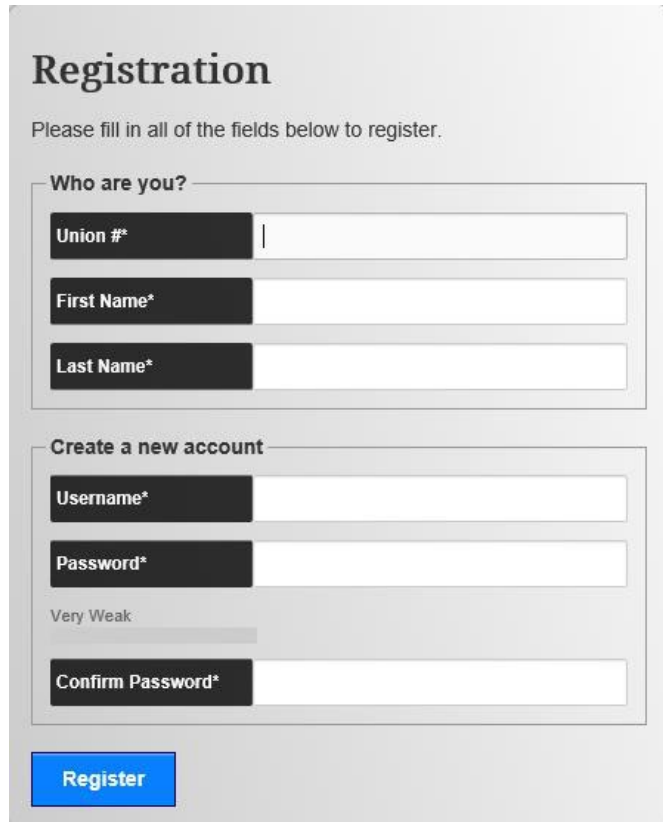 Registration
Please fill in all of the fields below to register.
Who are you?
Union #*
First Name*
Last Name*
Create a new account
Username*
Password*
Very Weak
Confirm Password*
Register